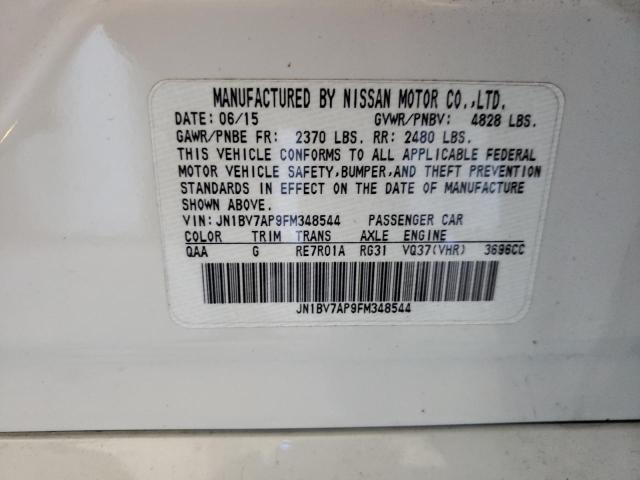 MANUFACTURED BY NISSAN MOTOR CO.,LTD.
DATE: 06/15 GVWR/PNBV: 4828 LBS.
GAWR/PNBE FR: 2370 LBS. RR: 2480 LBS.
THIS VEHICLE CONFORMS TO ALL APPLICABLE FEDERAL
MOTOR VEHICLE SAFETY,BUMPER,AND THEFT PREVENTION
STANDARDS IN EFFECT ON THE DATE OF MANUFACTURE
SHOWN ABOVE.
VIN:JN1BV7AP9FM348544 PASSENGER CAR
COLOR TRIM TRANS AXLE ENGINE
QAA G RE7R01A RG31 VQ37(VHR) 3696CC
JN1BV7AP9FM348544